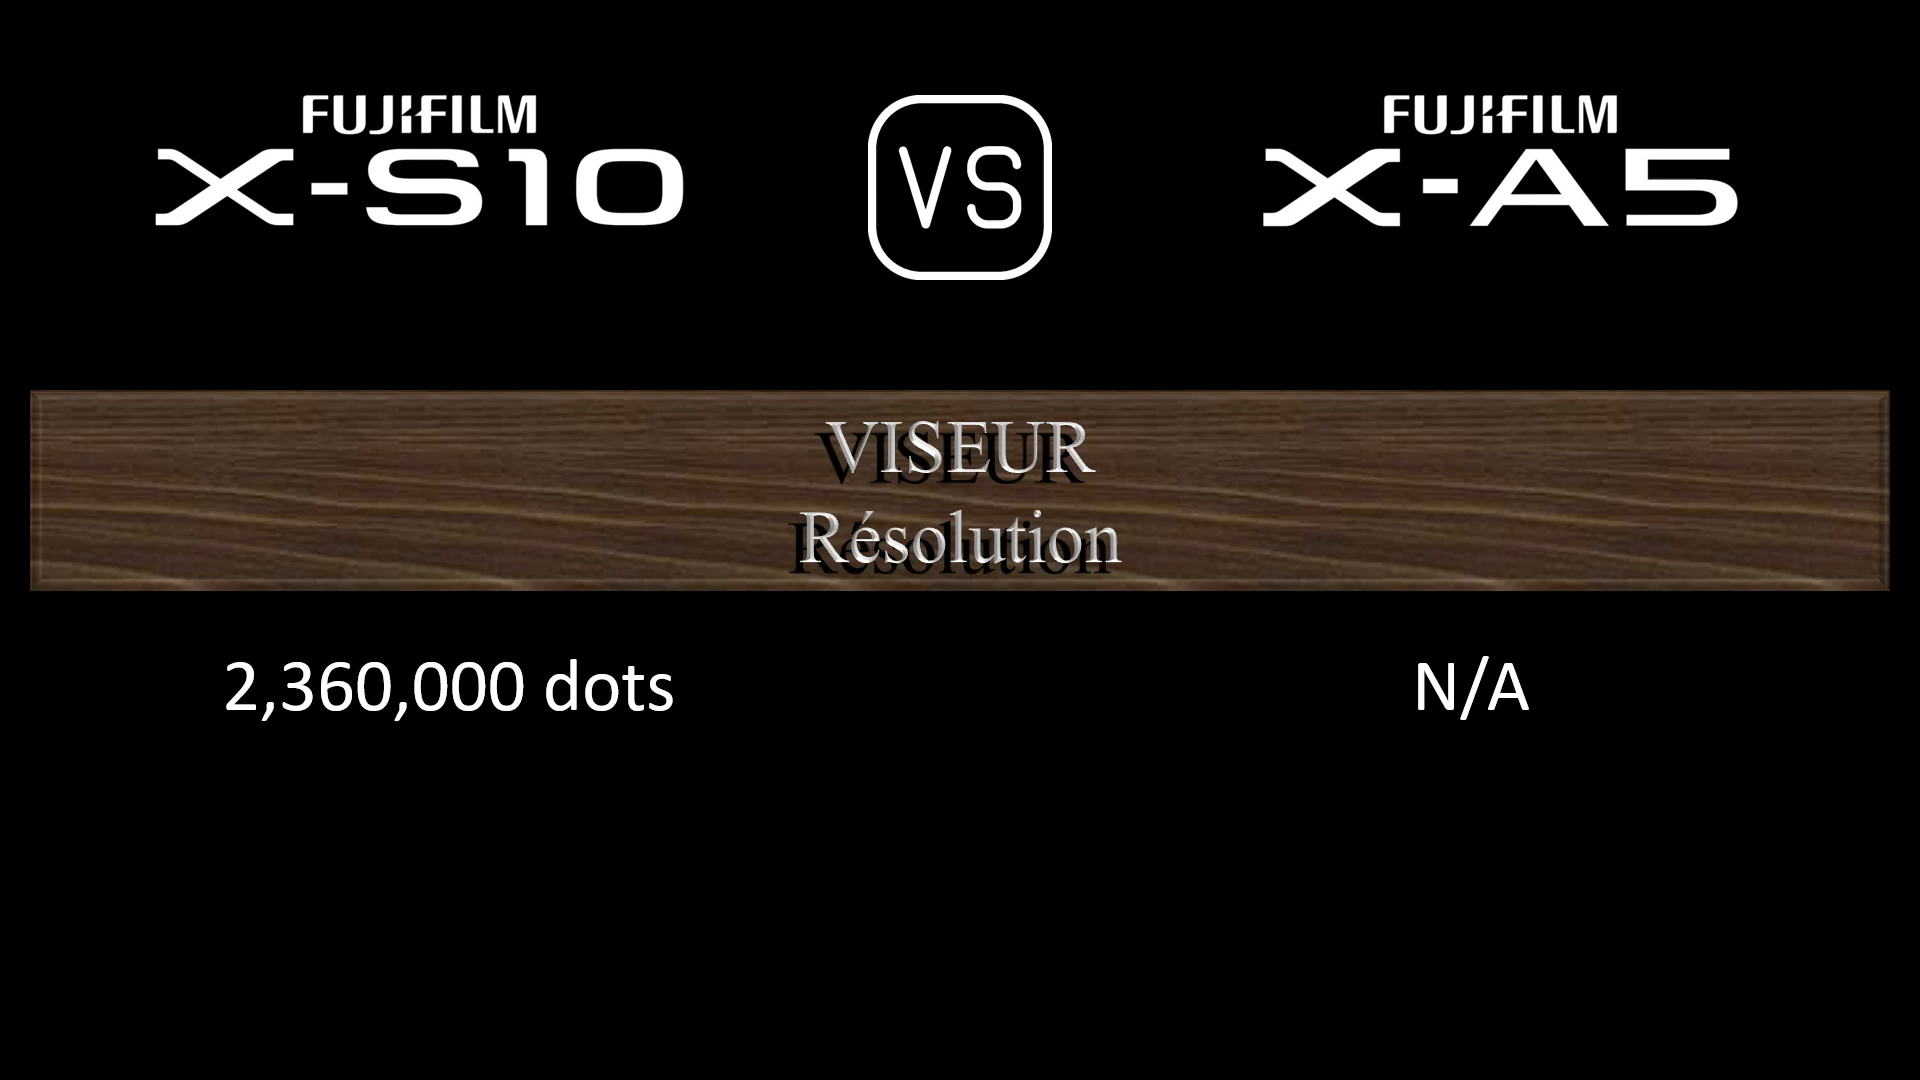 FUJIFILM
X-S10
VS
FUJIFILM
X-A5
VISEUR
Résolution
2,360,000 dots
N/A